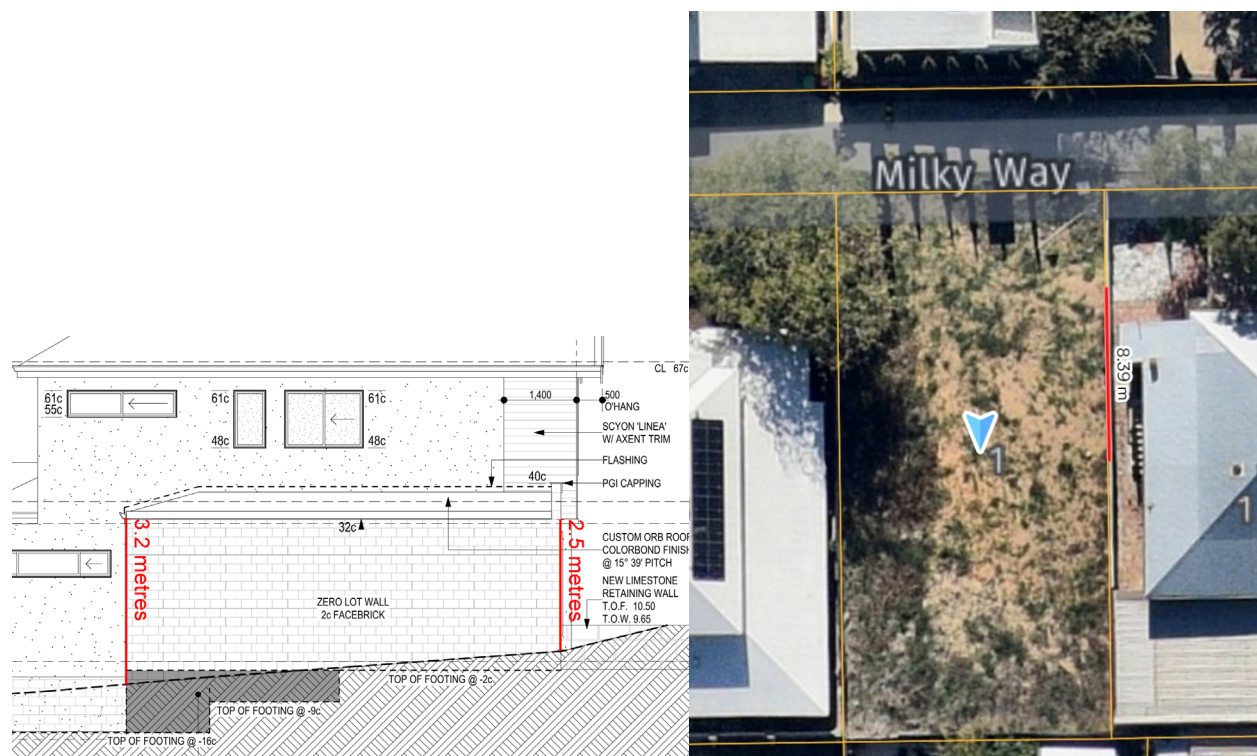 CL 67c
61c
55c
61c
48c
61c
48c
1,400
500
O'HANG
SCYON 'LINEA'
W/ AXENT TRIM
FLASHING
40c
PGI CAPPING
32c
3.2 metres
2.5 metres
CUSTOM ORB ROOF
COLORBOND FINISH
@ 15° 39' PITCH
ZERO LOT WALL
2c FACEBRICK
NEW LIMESTONE
RETAINING WALL
T.O.F. 10.50
T.O.W. 9.65
TOP OF FOOTING @ -2c
TOP OF FOOTING @ -9c
TOP OF FOOTING @ -16c
Milky Way
8.39 m
1
1